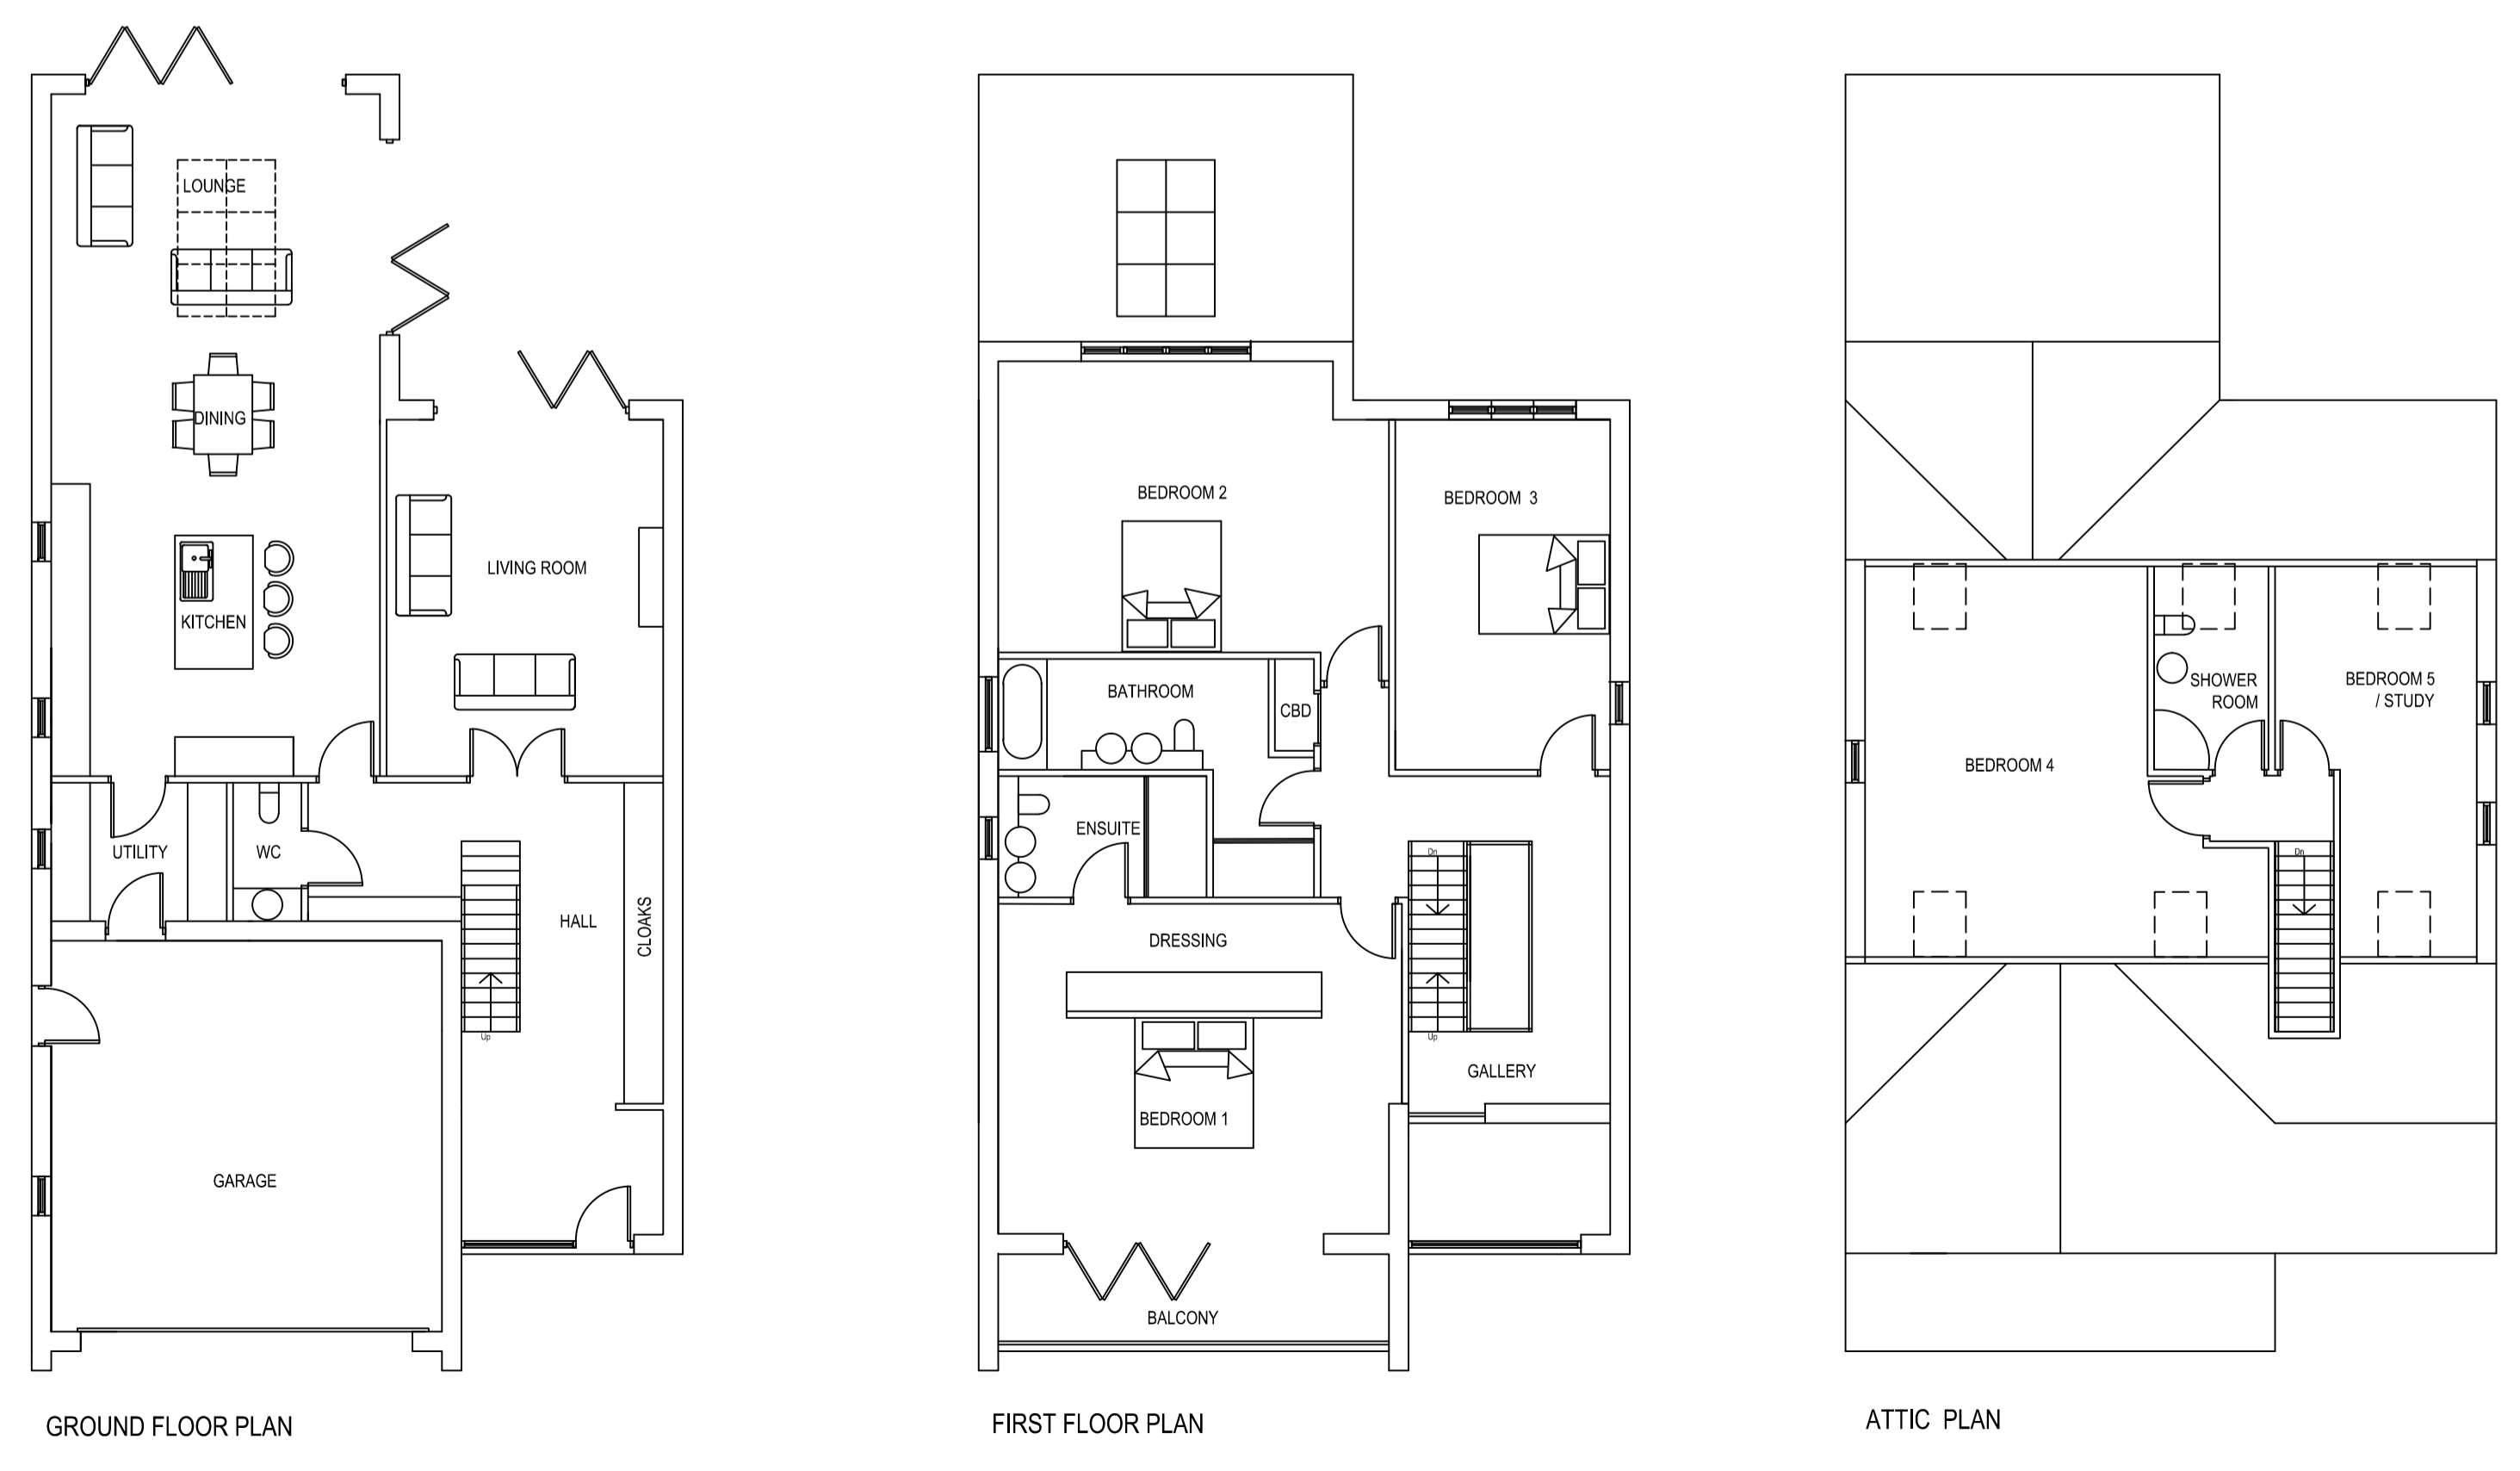 LOUNGE
DINING
KITCHEN
LIVING ROOM
UTILITY
WC
HALL
CLOAKS
Up
GARAGE
GROUND FLOOR PLAN
BEDROOM 2
BEDROOM  3
BATHROOM
CBD
ENSUITE
Dn
DRESSING
Up
GALLERY
BEDROOM 1
BALCONY
FIRST FLOOR PLAN
SHOWER
ROOM
BEDROOM 5
/ STUDY
BEDROOM 4
Dn
ATTIC  PLAN